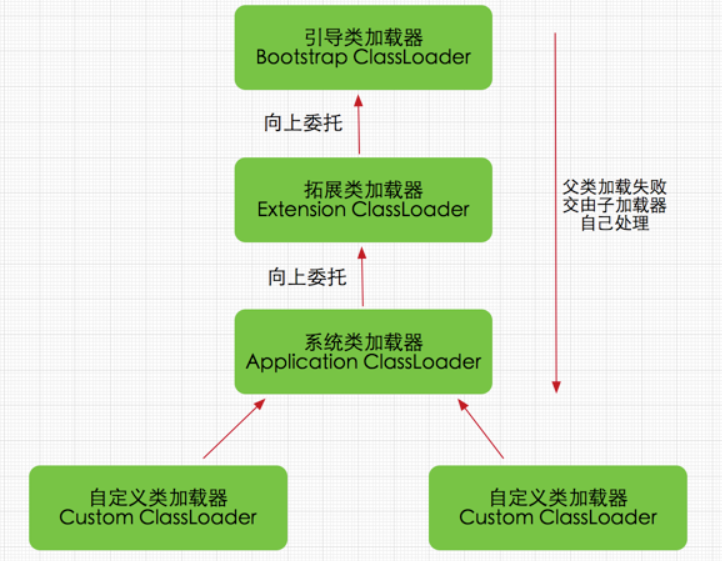 引导类加载器
Bootstrap ClassLoader
向上委托
拓展类加载器
Extension ClassLoader
父类加载失败
交由子加载器
自己处理
向上委托
系统类加载器
Application ClassLoader
自定义类加载器
Custom ClassLoader
自定义类加载器
Custom ClassLoader